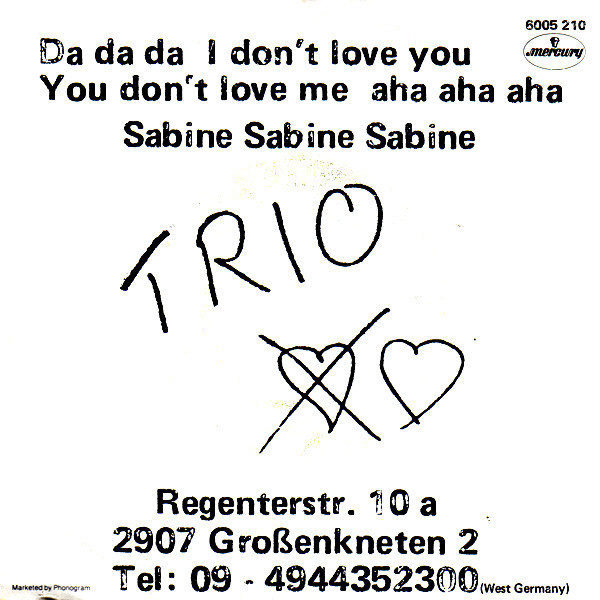 6005 210
mercury
Da da da I don't love you
You don't love me aha aha aha
Sabine Sabine Sabine
TRIO
Regenterstr. 10 a
2907 Großenkneten 2
Tel: 09 - 4944352300 (West Germany)
Marketed by Phonogram